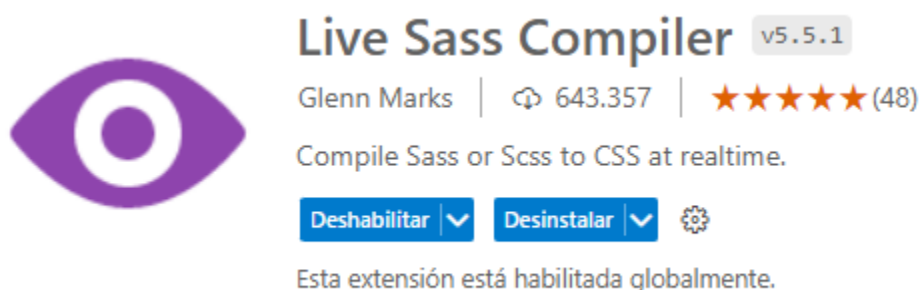 Live Sass Compiler v5.5.1
Glenn Marks 643.357 (48)
Compile Sass or Scss to CSS at realtime.
Deshabilitar Desinstalar
Esta extensión está habilitada globalmente.